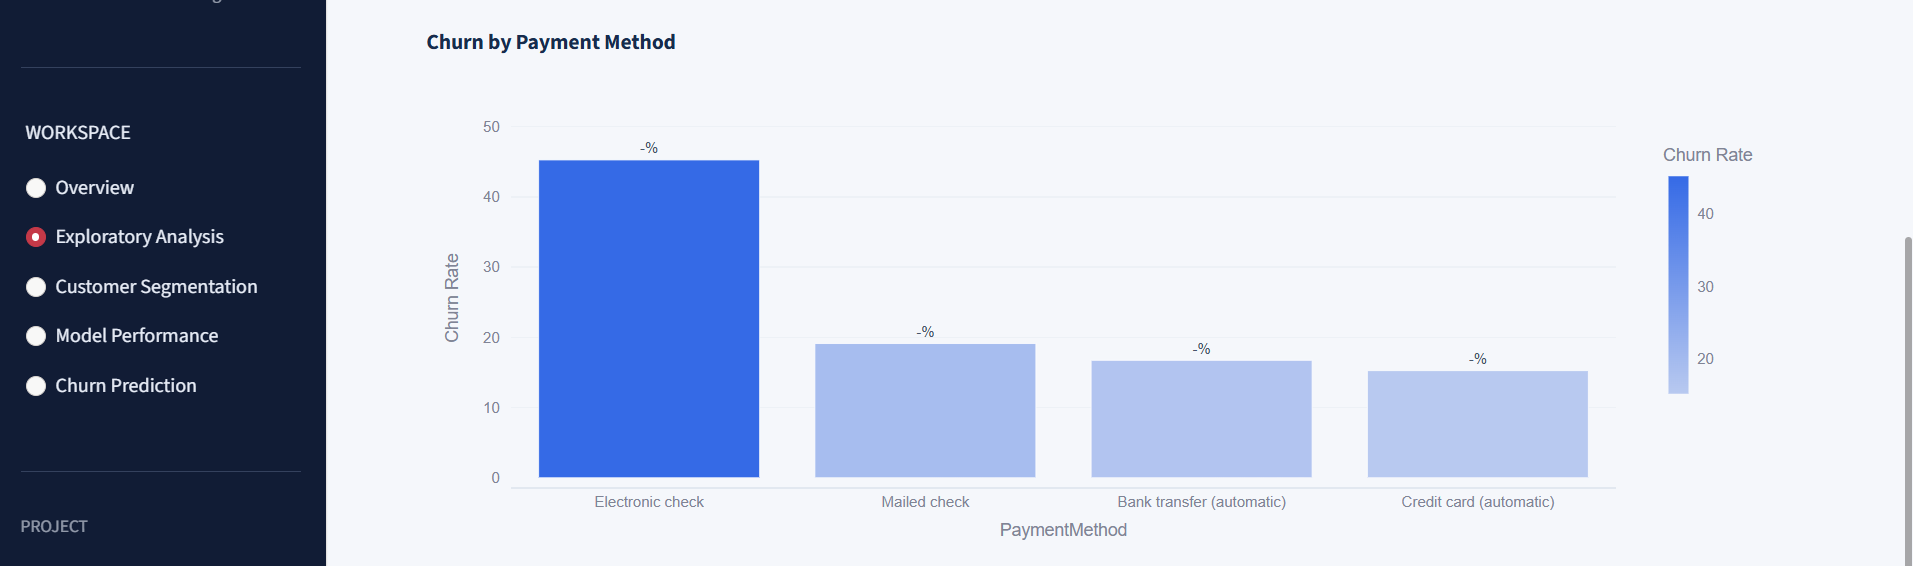 WORKSPACE
Overview
Exploratory Analysis
Customer Segmentation
Model Performance
Churn Prediction
PROJECT
Churn by Payment Method
Churn Rate
50
40
30
20
10
0
-%
-%
-%
-%
Electronic check
Mailed check
Bank transfer (automatic)
Credit card (automatic)
PaymentMethod
Churn Rate
40
30
20